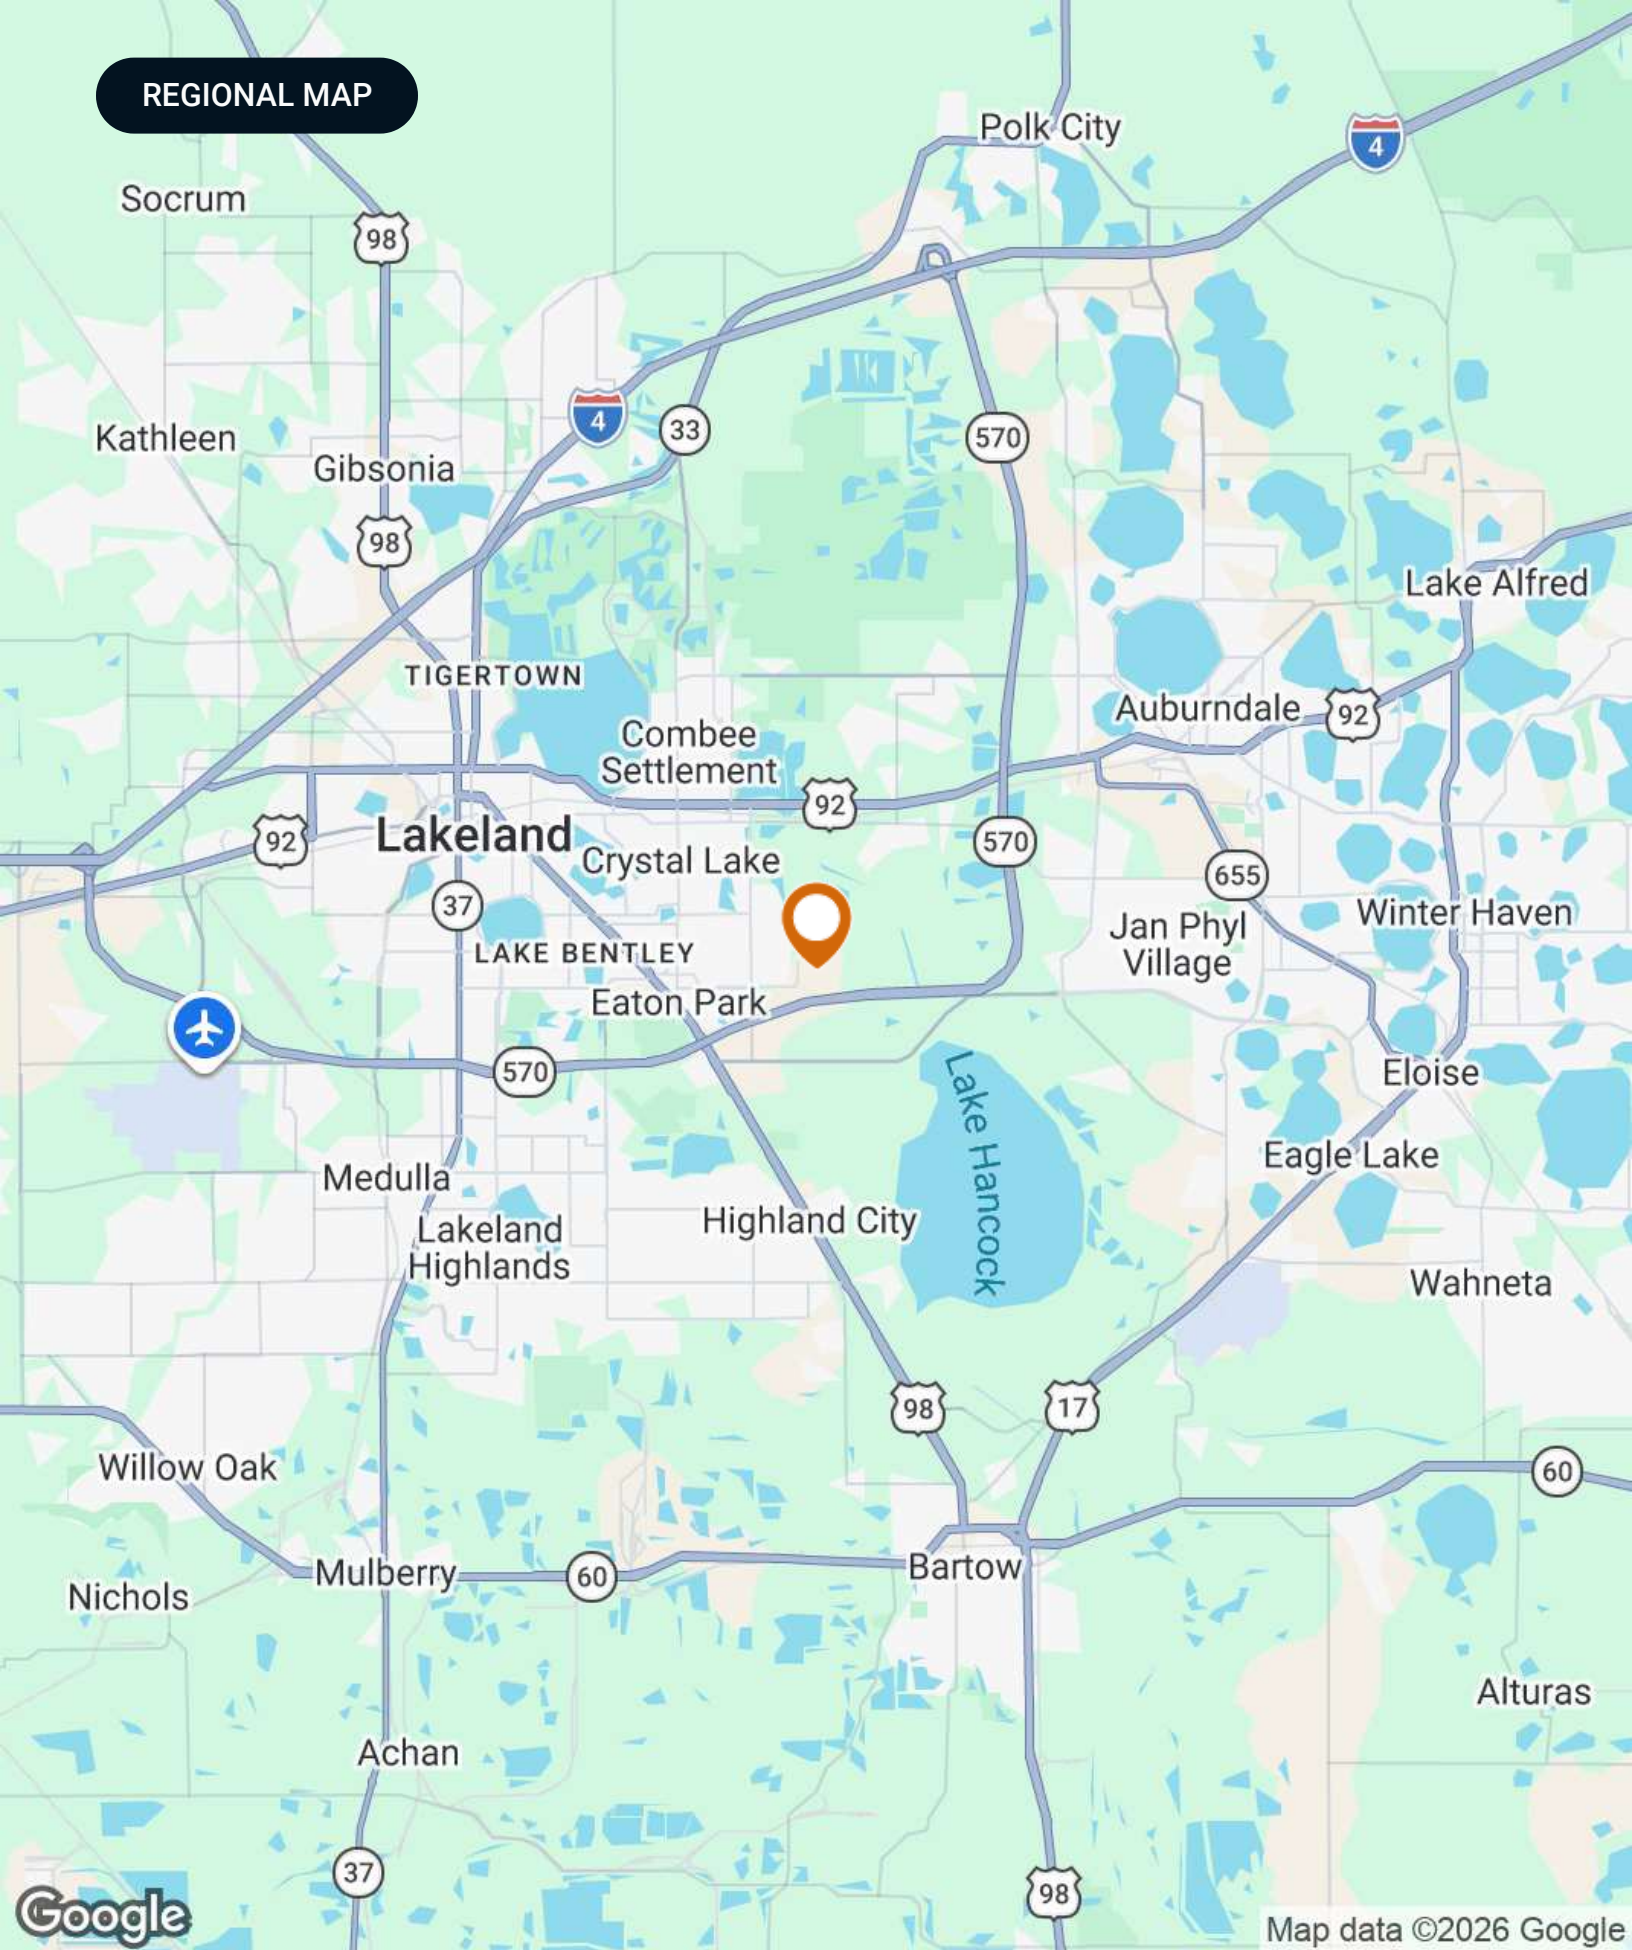 REGIONAL MAP
Polk City
4
Socrum
98
Kathleen
Gibsonia
4
33
570
98
Lake Alfred
TIGERTOWN
Auburndale
92
Combee
Settlement
92
Lakeland
92
Crystal Lake
570
655
37
Winter Haven
Jan Phyl
Village
LAKE BENTLEY
Eaton Park
570
Eloise
Lake Hancock
Eagle Lake
Medulla
Highland City
Lakeland
Highlands
Wahneta
98
17
Willow Oak
60
Mulberry
60
Bartow
Nichols
Alturas
Achan
37
98
Google
Map data ©2026 Google